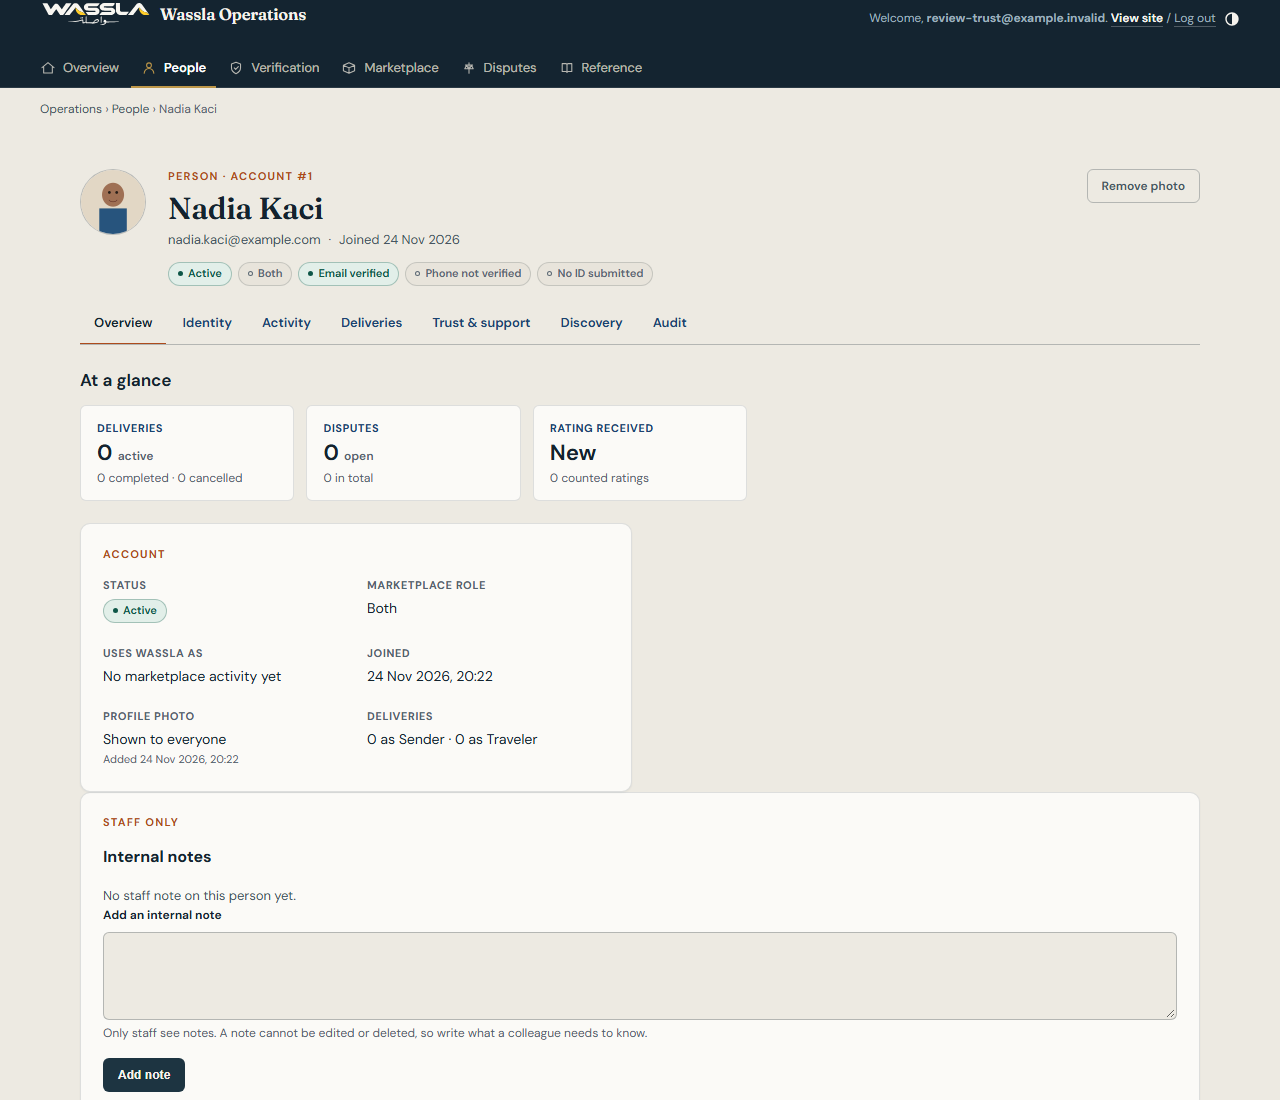 WASSLA
واصلة
Wassla Operations
Welcome, review-trust@example.invalid. View site / Log out
Overview
People
Verification
Marketplace
Disputes
Reference
Operations › People › Nadia Kaci
PERSON · ACCOUNT #1
Nadia Kaci
Remove photo
nadia.kaci@example.com · Joined 24 Nov 2026
Active
Both
Email verified
Phone not verified
No ID submitted
Overview
Identity
Activity
Deliveries
Trust & support
Discovery
Audit
At a glance
DELIVERIES
0 active
0 completed · 0 cancelled
DISPUTES
0 open
0 in total
RATING RECEIVED
New
0 counted ratings
ACCOUNT
STATUS
Active
MARKETPLACE ROLE
Both
USES WASSLA AS
No marketplace activity yet
JOINED
24 Nov 2026, 20:22
PROFILE PHOTO
Shown to everyone
Added 24 Nov 2026, 20:22
DELIVERIES
0 as Sender · 0 as Traveler
STAFF ONLY
Internal notes
No staff note on this person yet.
Add an internal note
Only staff see notes. A note cannot be edited or deleted, so write what a colleague needs to know.
Add note